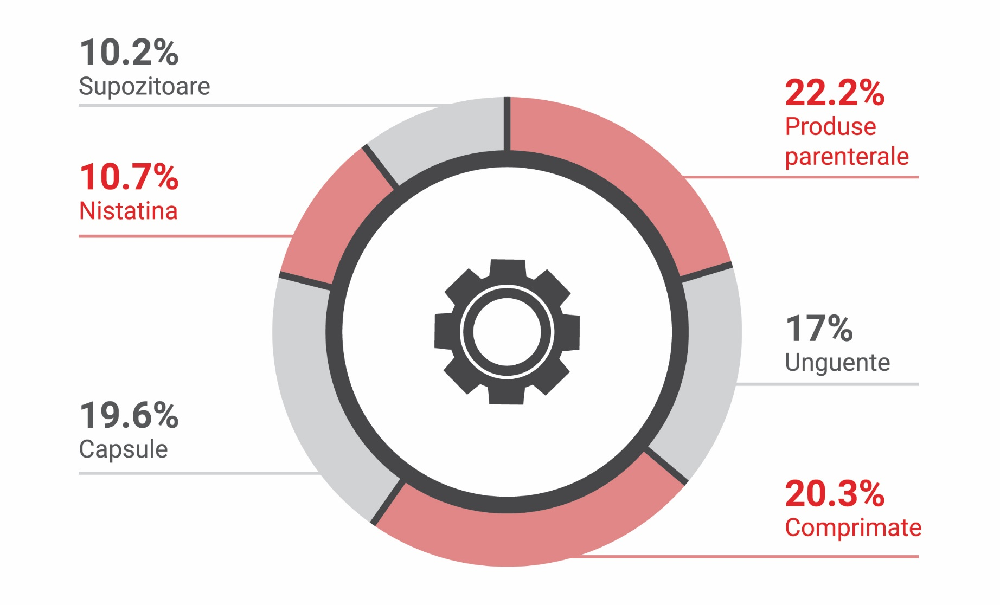 10.2%
Supozitoare
22.2%
Produse
parenterale
10.7%
Nistatina
17%
Unguente
19.6%
Capsule
20.3%
Comprimate